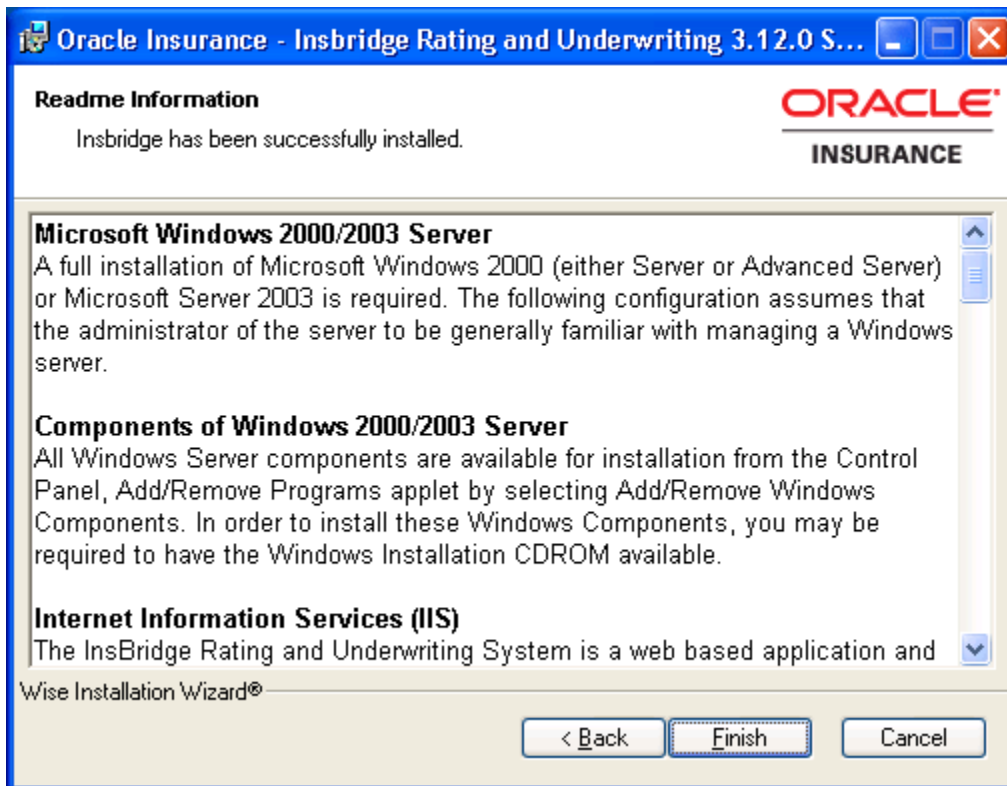 Oracle Insurance - Insbridge Rating and Underwriting 3.12.0 S...
Readme Information
Insbridge has been successfully installed.
ORACLE
INSURANCE
Microsoft Windows 2000/2003 Server
A full installation of Microsoft Windows 2000 (either Server or Advanced Server)
or Microsoft Server 2003 is required. The following configuration assumes that
the administrator of the server to be generally familiar with managing a Windows
server.
Components of Windows 2000/2003 Server
All Windows Server components are available for installation from the Control
Panel, Add/Remove Programs applet by selecting Add/Remove Windows
Components. In order to install these Windows Components, you may be
required to have the Windows Installation CDROM available.
Internet Information Services (IIS)
The InsBridge Rating and Underwriting System is a web based application and
Wise Installation Wizard®
< Back
Finish
Cancel